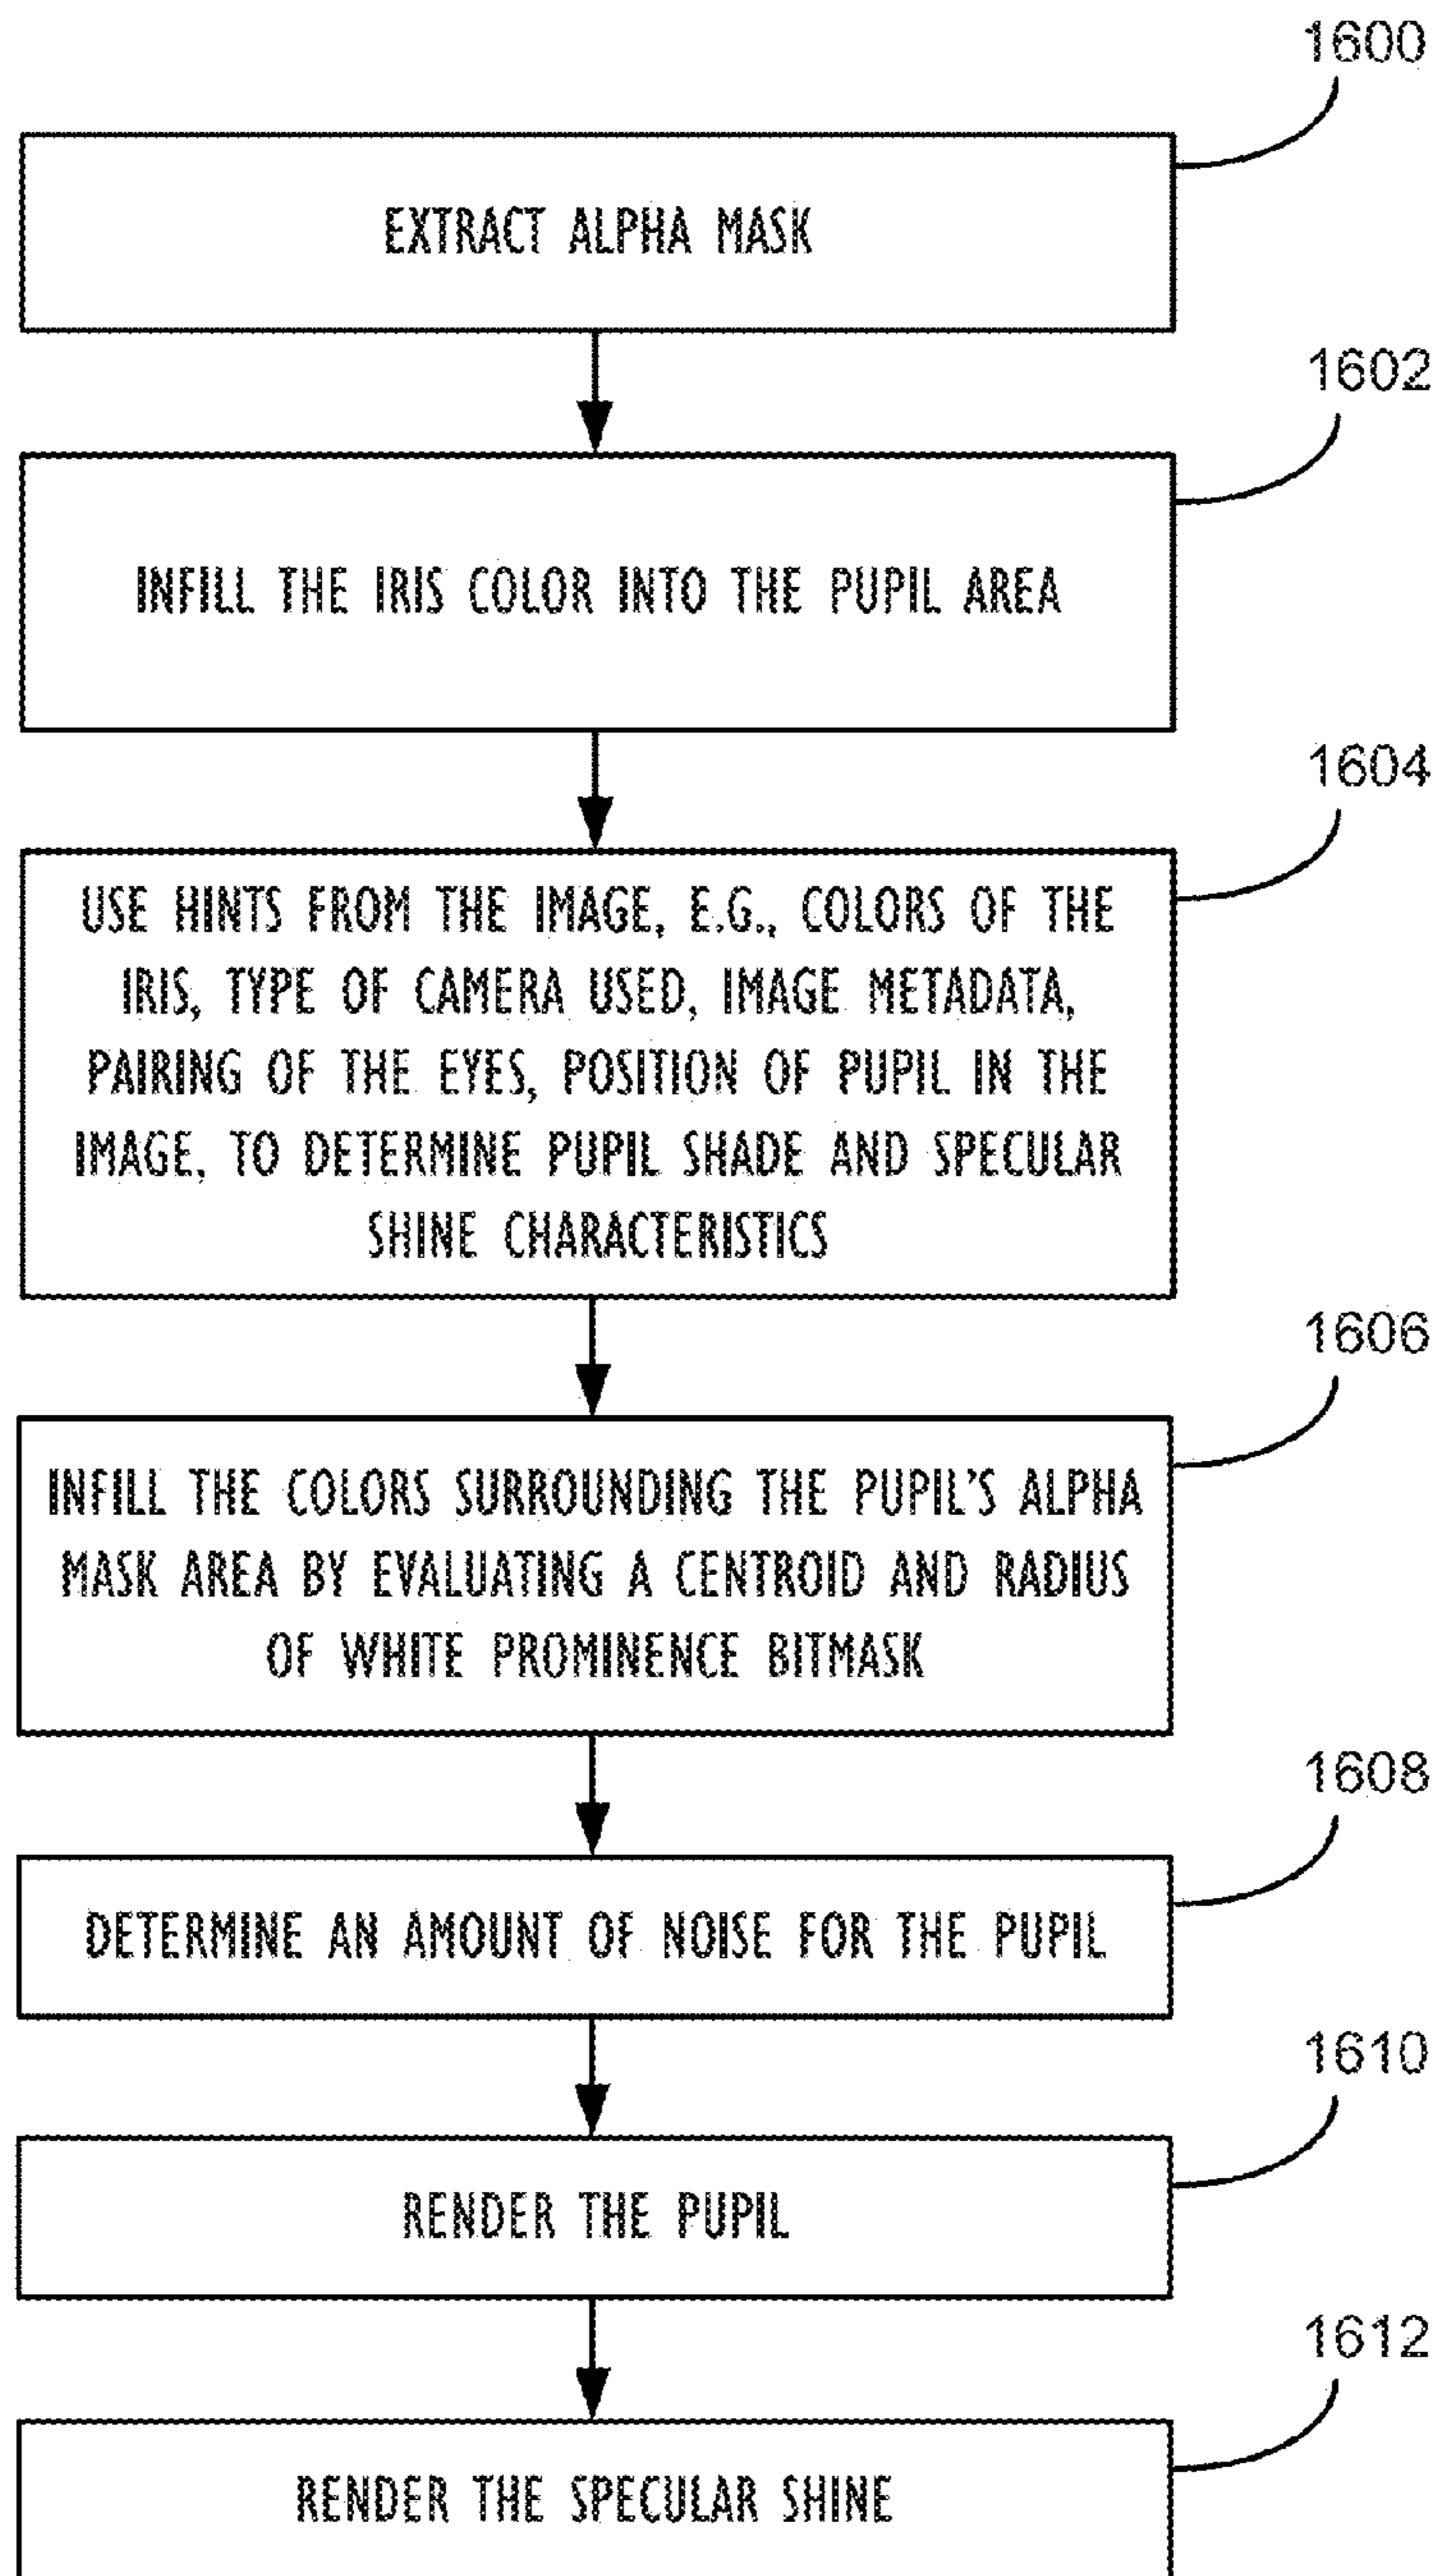 1600
EXTRACT ALPHA MASK
1602
INFILL THE IRIS COLOR INTO THE PUPIL AREA
1604
USE HINTS FROM THE IMAGE, E.G., COLORS OF THE
IRIS, TYPE OF CAMERA USED, IMAGE METADATA,
PAIRING OF THE EYES, POSITION OF PUPIL IN THE
IMAGE, TO DETERMINE PUPIL SHADE AND SPECULAR
SHINE CHARACTERISTICS
1606
INFILL THE COLORS SURROUNDING THE PUPIL'S ALPHA
MASK AREA BY EVALUATING A CENTROID AND RADIUS
OF WHITE PROMINENCE BITMASK
1608
DETERMINE AN AMOUNT OF NOISE FOR THE PUPIL
1610
RENDER THE PUPIL
1612
RENDER THE SPECULAR SHINE